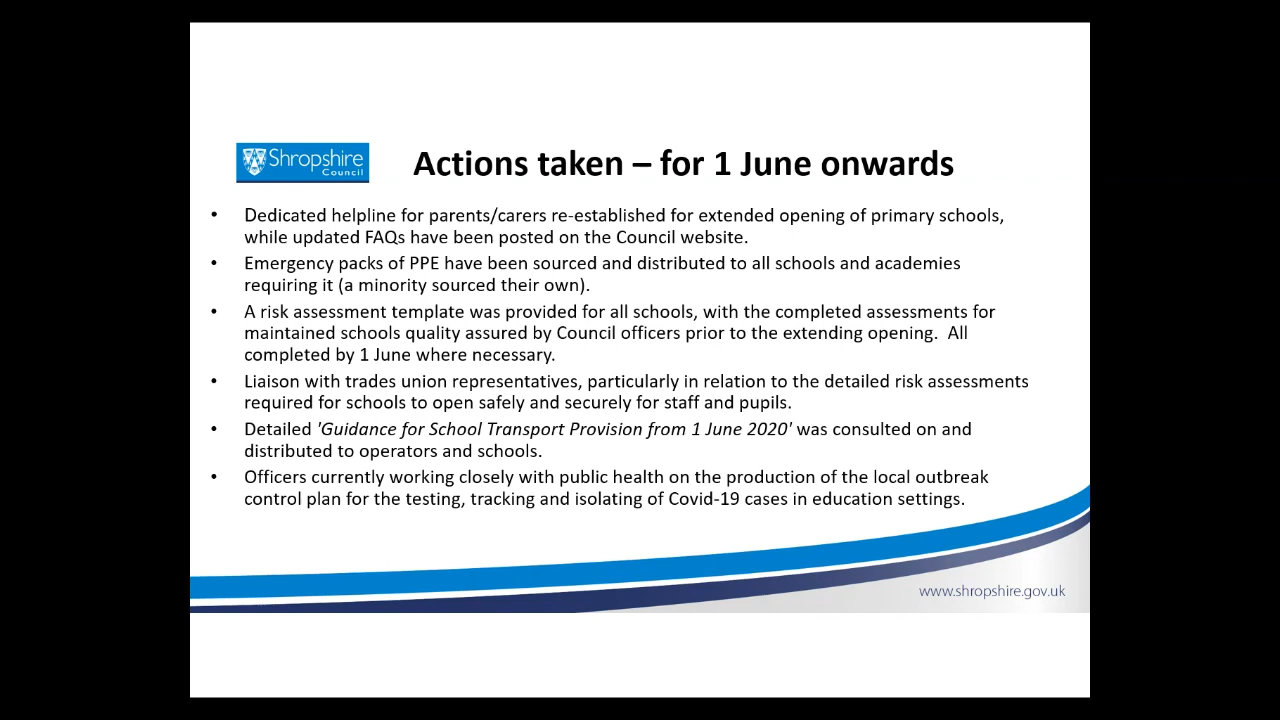 Shropshire
Council
Actions taken – for 1 June onwards
• Dedicated helpline for parents/carers re-established for extended opening of primary schools,
while updated FAQs have been posted on the Council website.
• Emergency packs of PPE have been sourced and distributed to all schools and academies
requiring it (a minority sourced their own).
• A risk assessment template was provided for all schools, with the completed assessments for
maintained schools quality assured by Council officers prior to the extending opening.  All
completed by 1 June where necessary.
• Liaison with trades union representatives, particularly in relation to the detailed risk assessments
required for schools to open safely and securely for staff and pupils.
• Detailed 'Guidance for School Transport Provision from 1 June 2020' was consulted on and
distributed to operators and schools.
• Officers currently working closely with public health on the production of the local outbreak
control plan for the testing, tracking and isolating of Covid-19 cases in education settings.
www.shropshire.gov.uk